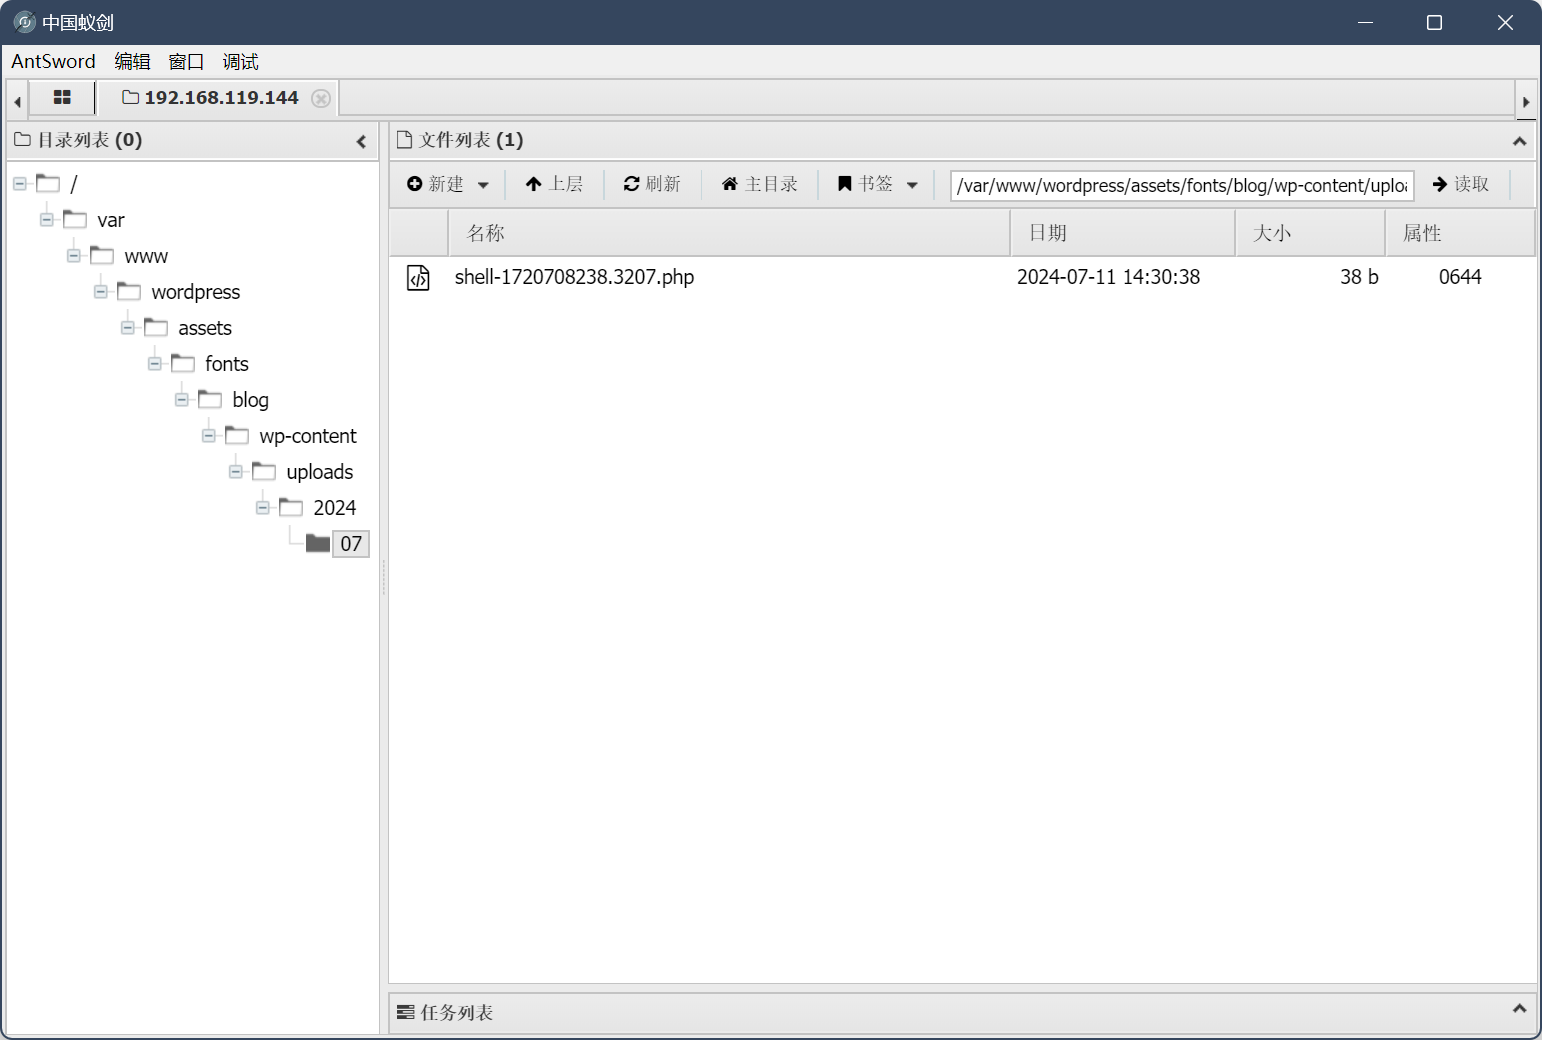 中国蚁剑
AntSword 编辑 窗口 调试
192.168.119.144
目录列表 (0)
/
var
www
wordpress
assets
fonts
blog
wp-content
uploads
2024
07
文件列表 (1)
新建 上层 刷新 主目录 书签 /var/www/wordpress/assets/fonts/blog/wp-content/uploa 读取
名称 日期 大小 属性
shell-1720708238.3207.php 2024-07-11 14:30:38 38 b 0644
任务列表